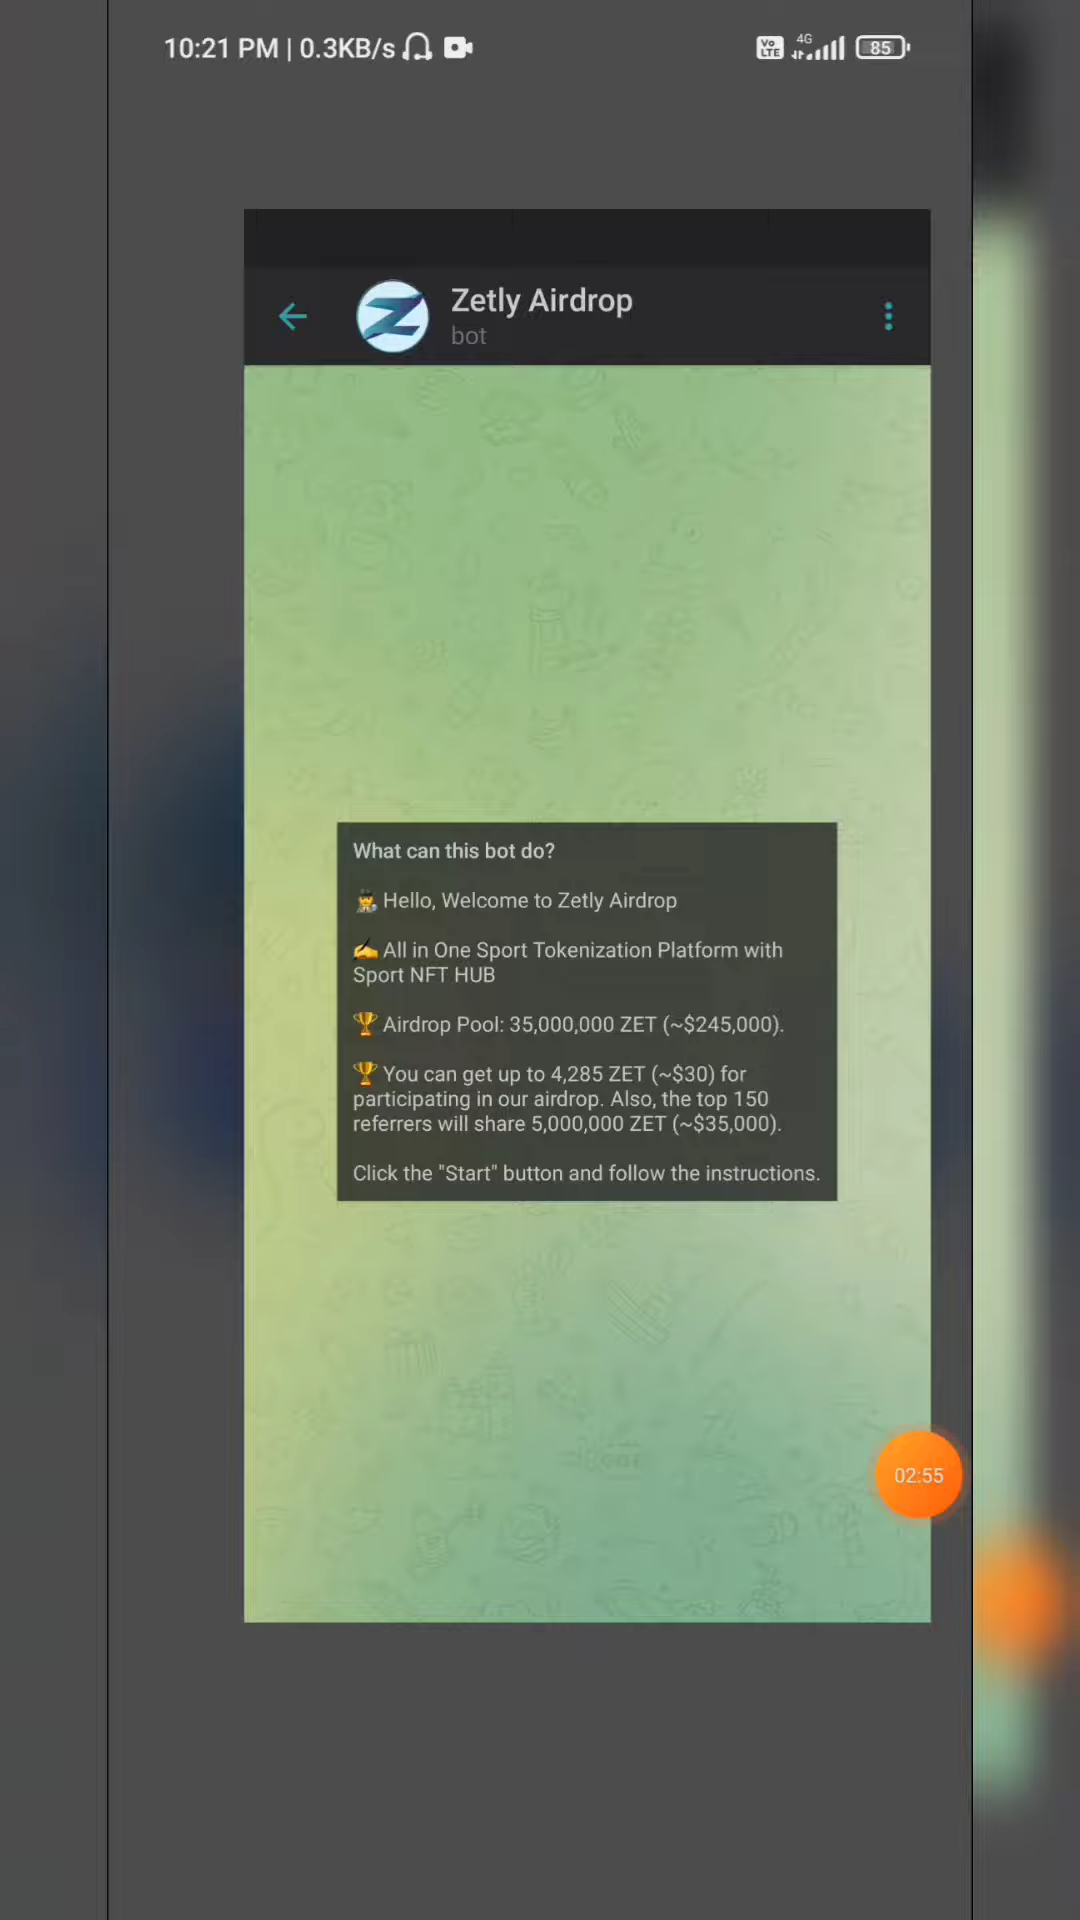 10:21 PM | 0.3KB/s
Vo LTE 4G 85
Zetly Airdrop
bot
What can this bot do?
Hello, Welcome to Zetly Airdrop
✍️ All in One Sport Tokenization Platform with
Sport NFT HUB
🏆 Airdrop Pool: 35,000,000 ZET (~$245,000).
🏆 You can get up to 4,285 ZET (~$30) for
participating in our airdrop. Also, the top 150
referrers will share 5,000,000 ZET (~$35,000).
Click the "Start" button and follow the instructions.
02:55